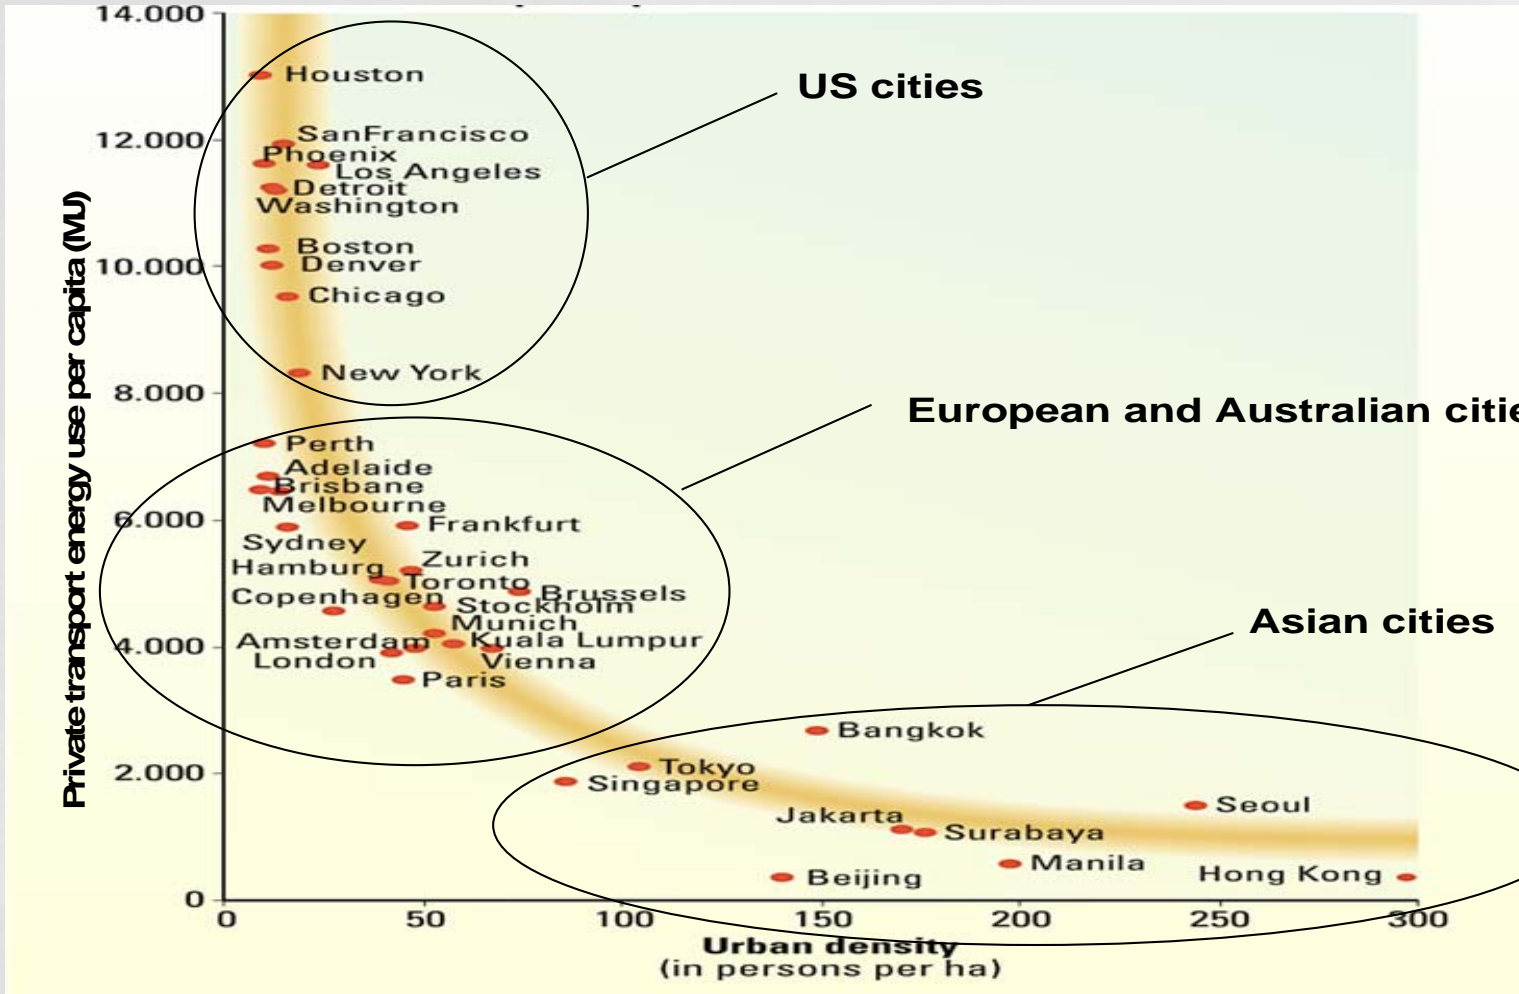 14.000
Houston
US cities
SanFrancisco
12.000
Phoenix
Los Angeles
Detroit
Washington
Boston
10.000
Denver
Chicago
New York
8.000
European and Australian citie
Perth
Adelaide
Brisbane
Melbourne
6.000
Frankfurt
Sydney
Zurich
Hamburg
Toronto
Brussels
Copenhagen
Stockholm
Munich
Amsterdam
Kuala Lumpur
4.000
London
Vienna
Paris
Asian cities
Bangkok
2.000
Tokyo
Singapore
Seoul
Jakarta
Surabaya
Manila
Hong Kong
Beijing
0
0 50 100 150 200 250 300
Urban density
(in persons per ha)
Private transport energy use per capita (MJ)